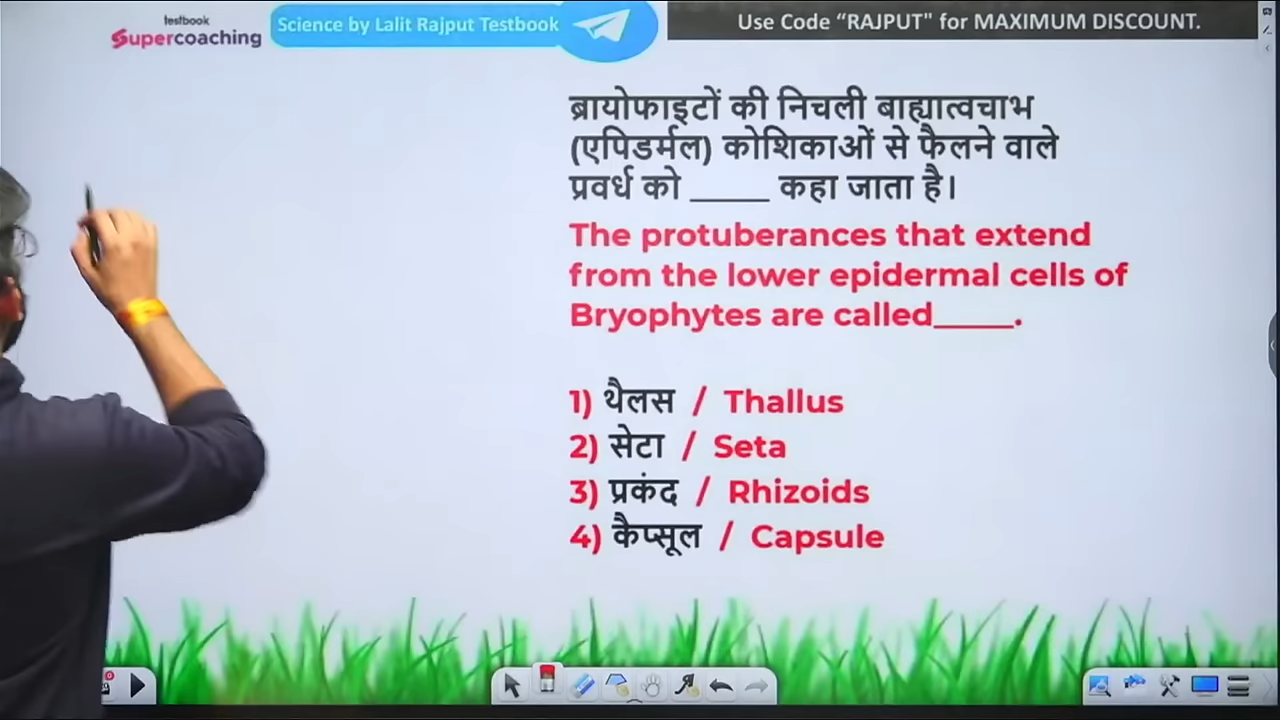 testbook
Supercoaching
Science by Lalit Rajput Testbook
Use Code “RAJPUT" for MAXIMUM DISCOUNT.
ब्रायोफाइटों की निचली बाह्यात्वचाभ
(एपिडर्मल) कोशिकाओं से फैलने वाले
प्रवर्ध को _____ कहा जाता है।
The protuberances that extend
from the lower epidermal cells of
Bryophytes are called_____.
1) थैलस / Thallus
2) सेटा / Seta
3) प्रकंद / Rhizoids
4) कैप्सूल / Capsule